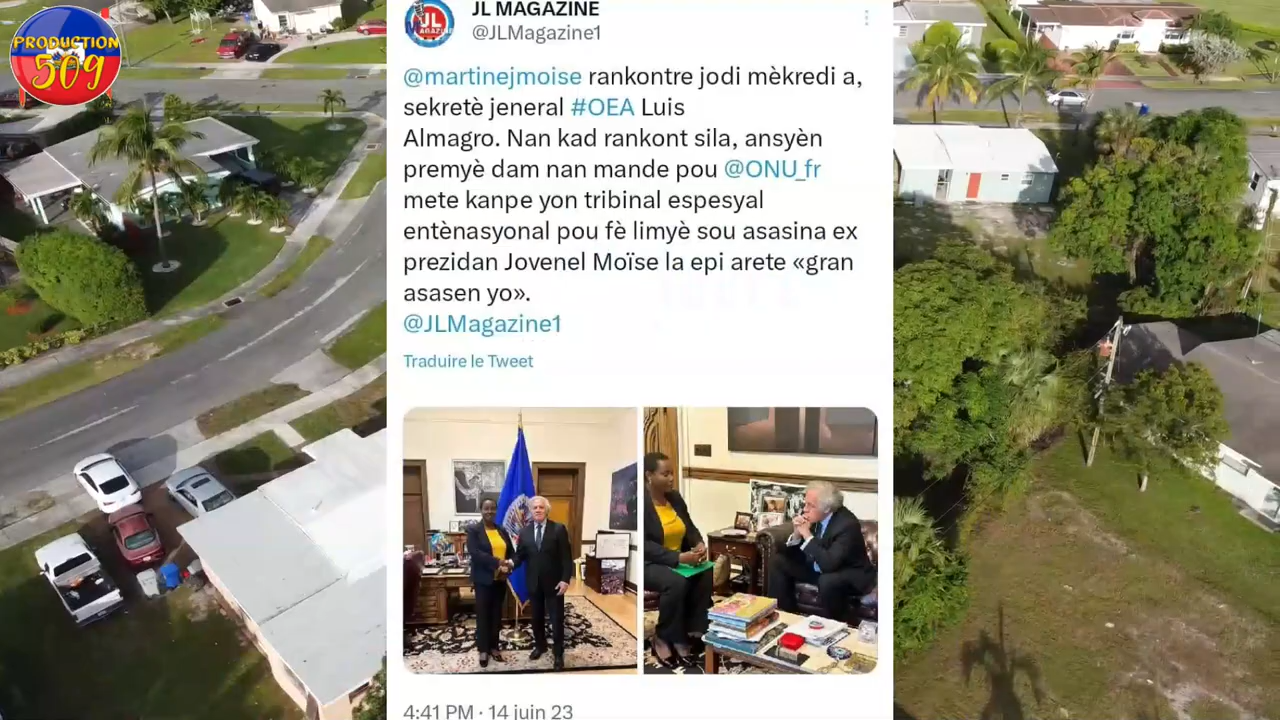 PRODUCTION
509
JL
MAGAZINE
JL MAGAZINE
@JLMagazine1
@martinejmoise rankontre jodi mèkredi a,
sekretè jeneral #OEA Luis
Almagro. Nan kad rankont sila, ansyèn
premyè dam nan mande pou @ONU_fr
mete kanpe yon tribinal espesyal
entènasyonal pou fè limyè sou asasina ex
prezidan Jovenel Moïse la epi arete «gran
asasen yo».
@JLMagazine1
Traduire le Tweet
4:41 PM · 14 juin 23